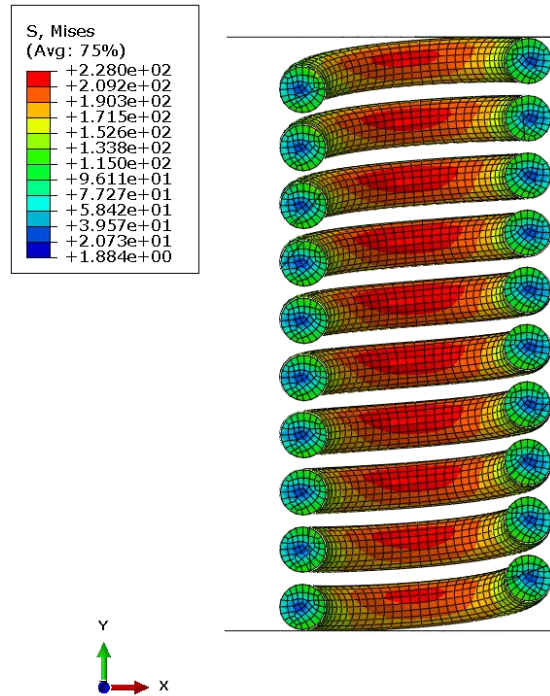 S, Mises
(Avg: 75%)
+2.280e+02
+2.092e+02
+1.903e+02
+1.715e+02
+1.526e+02
+1.338e+02
+1.150e+02
+9.611e+01
+7.727e+01
+5.842e+01
+3.957e+01
+2.073e+01
+1.884e+00
Y
X